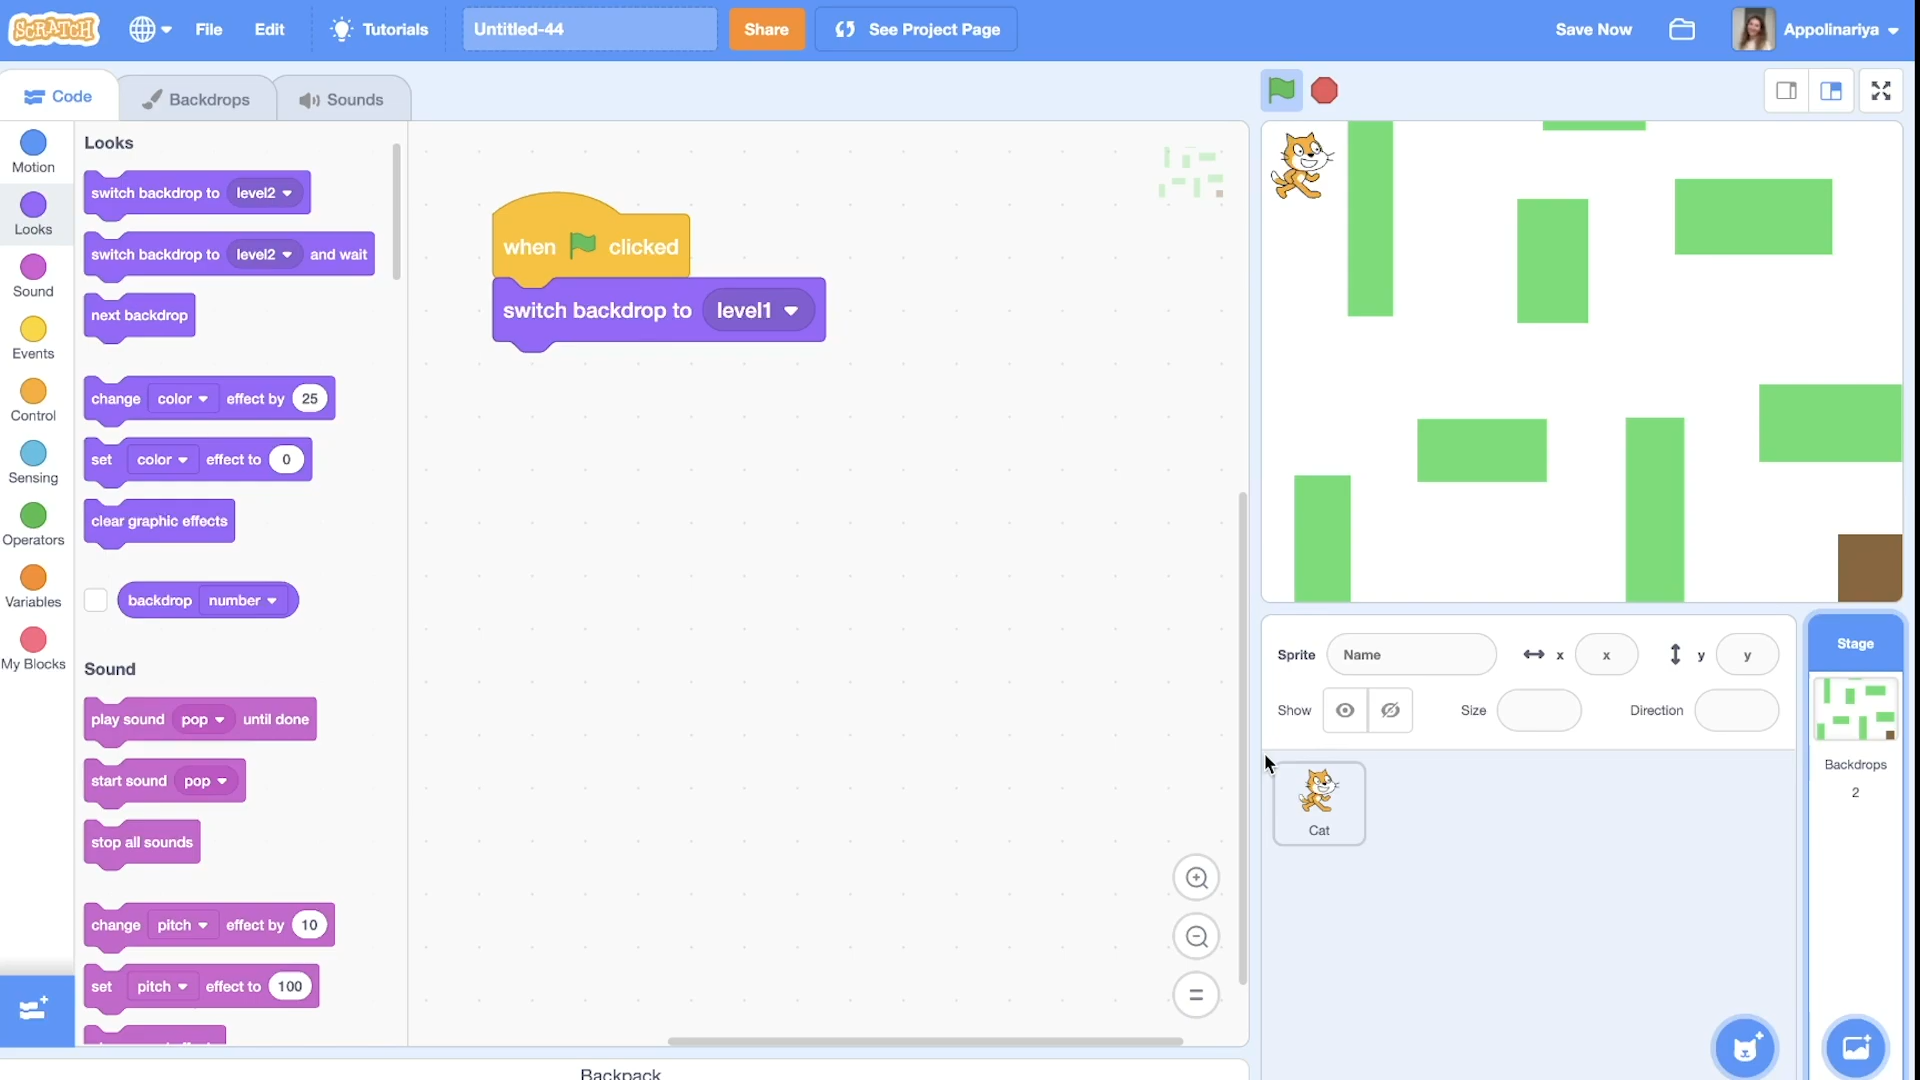 SCRATCH
File
Edit
Tutorials
Untitled-44
Share
See Project Page
Save Now
Appolinariya
Code
Backdrops
Sounds
Motion
Looks
Sound
Events
Control
Sensing
Operators
Variables
My Blocks
Looks
switch backdrop to level2
switch backdrop to level2 and wait
next backdrop
change color effect by 25
set color effect to 0
clear graphic effects
backdrop number
Sound
play sound pop until done
start sound pop
stop all sounds
change pitch effect by 10
set pitch effect to 100
when clicked
switch backdrop to level1
Sprite Name x x y y
Show Size Direction
Cat
Stage
Backdrops
2
Backpack